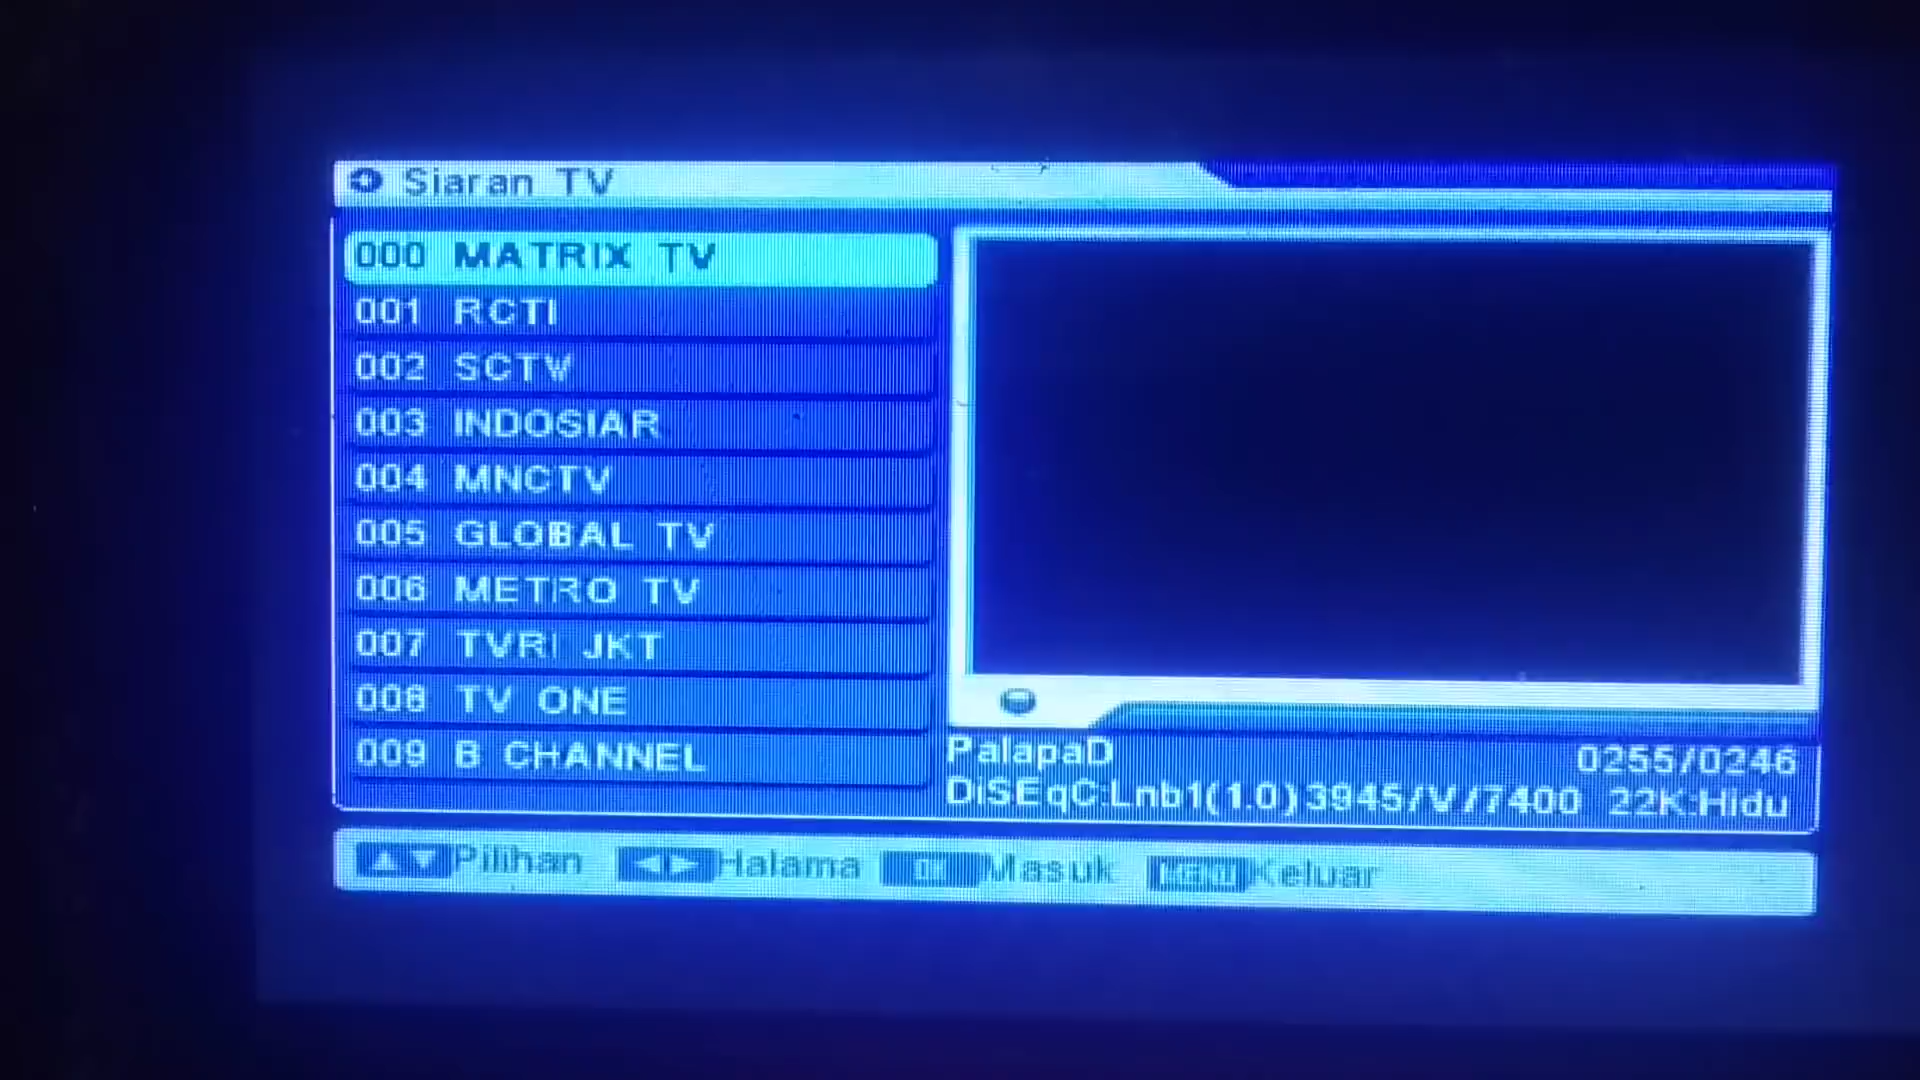 Siaran TV
000 MATRIX TV
001 RCTI
002 SCTV
003 INDOSIAR
004 MNCTV
005 GLOBAL TV
006 METRO TV
007 TVRI JKT
008 TV ONE
009 B CHANNEL
PalapaD 0255/0246
DiSEqC:Lnb1(1.0) 3945/V/7400 22K:Hidu
Pilihan Halama OK Masuk MENU Keluar